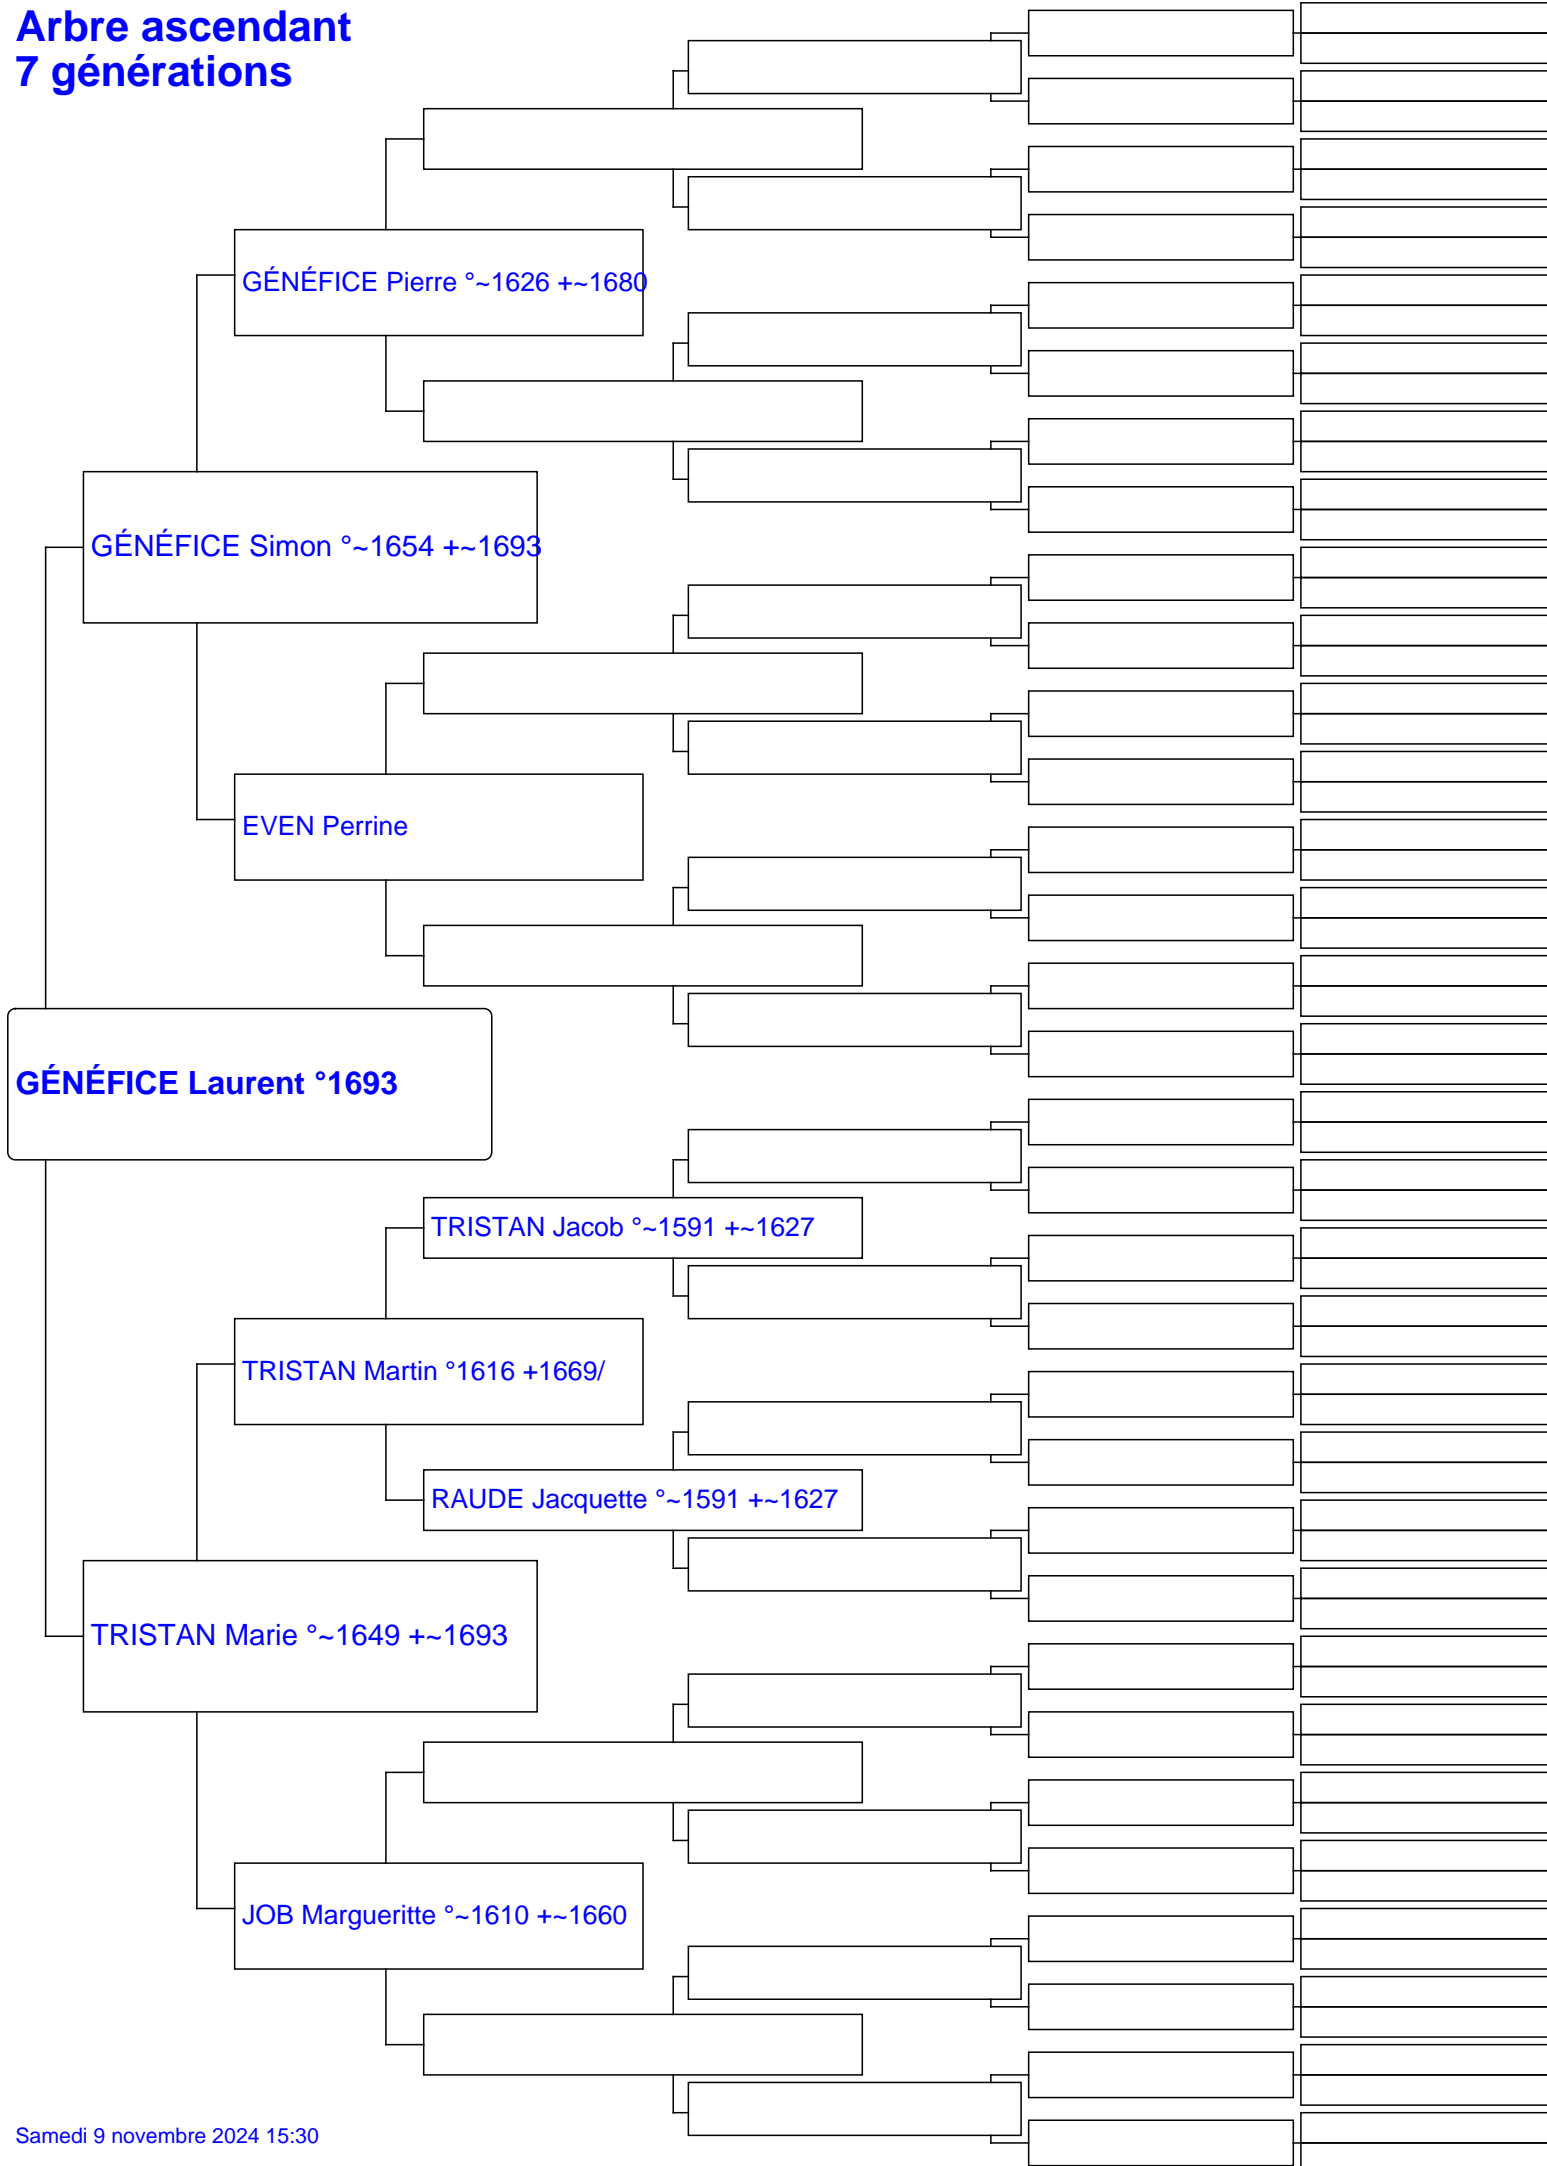 Arbre ascendant
7 générations
GÉNÉFICE Pierre °~1626 +~1680
GÉNÉFICE Simon °~1654 +~1693
EVEN Perrine
GÉNÉFICE Laurent °1693
TRISTAN Jacob °~1591 +~1627
TRISTAN Martin °1616 +1669/
RAUDE Jacquette °~1591 +~1627
TRISTAN Marie °~1649 +~1693
JOB Margueritte °~1610 +~1660
Samedi 9 novembre 2024 15:30